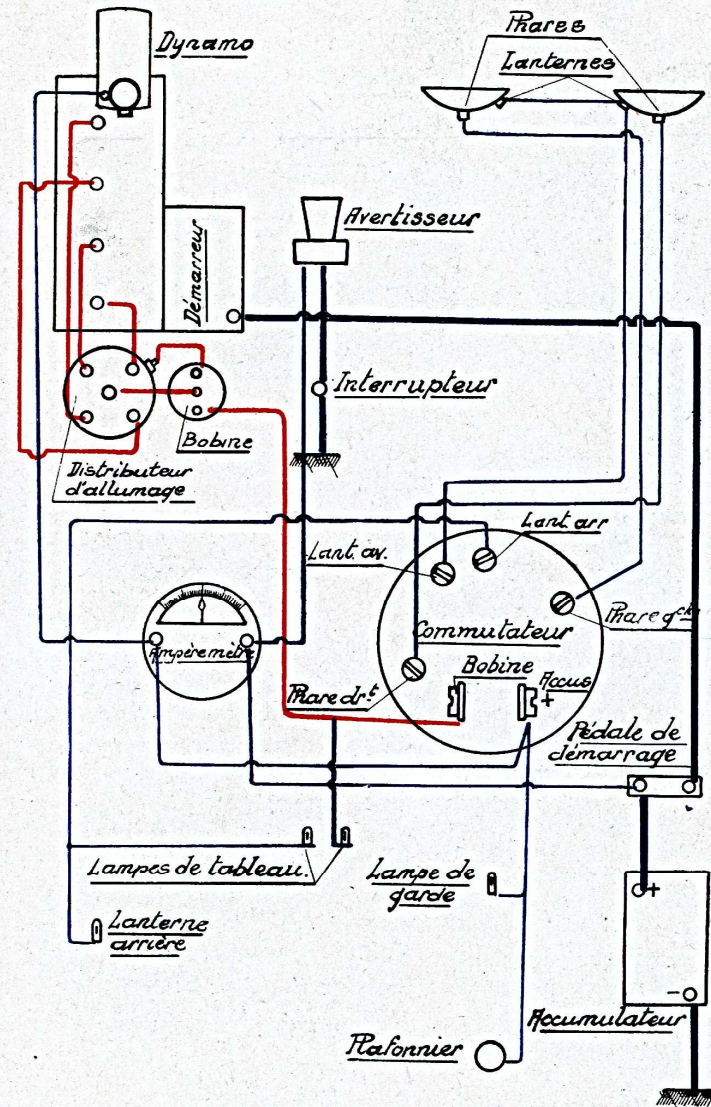 Phares
Dynamo
Lanternes
Avertisseur
Démarreur
Interrupteur
Bobine
Distributeur
d'allumage
Lant. arr
Lant. av.
Phare g^che
Commutateur
Ampèremètre
Bobine
Accus
Phare dr^t
+
Pédale de
démarrage
Lampes de tableau.
Lampe de
garde
+
Lanterne
arrière
-
Accumulateur
Plafonnier